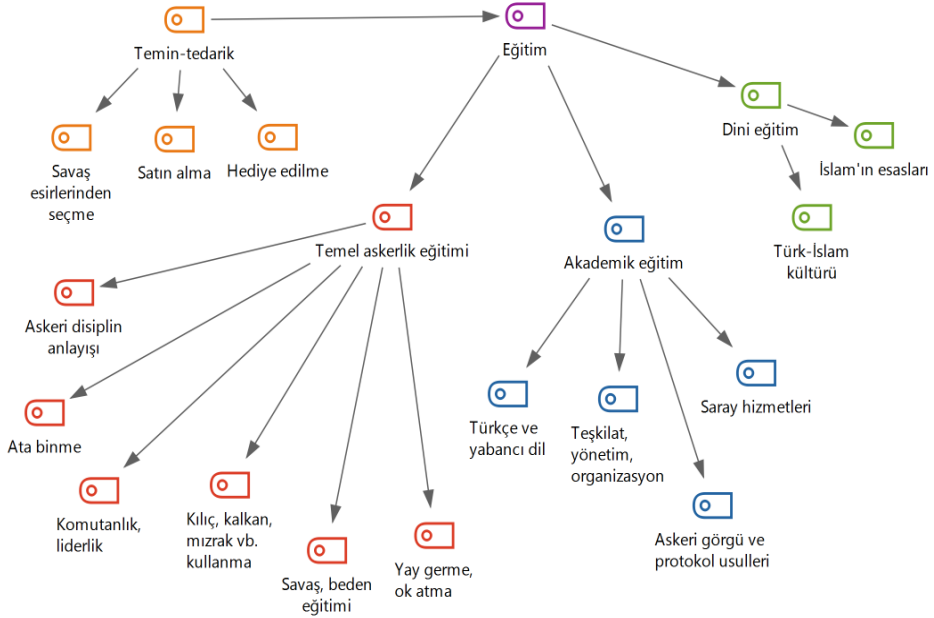 Temin-tedarik
Eğitim
Dini eğitim
İslam'ın esasları
Türk-İslam
kültürü
Savaş
esirlerinden
seçme
Satın alma
Hediye edilme
Temel askerlik eğitimi
Akademik eğitim
Askeri disiplin
anlayışı
Ata binme
Komutanlık,
liderlik
Kılıç, kalkan,
mızrak vb.
kullanma
Savaş, beden
eğitimi
Yay germe,
ok atma
Türkçe ve
yabancı dil
Teşkilat,
yönetim,
organizasyon
Askeri görgü ve
protokol usulleri
Saray hizmetleri